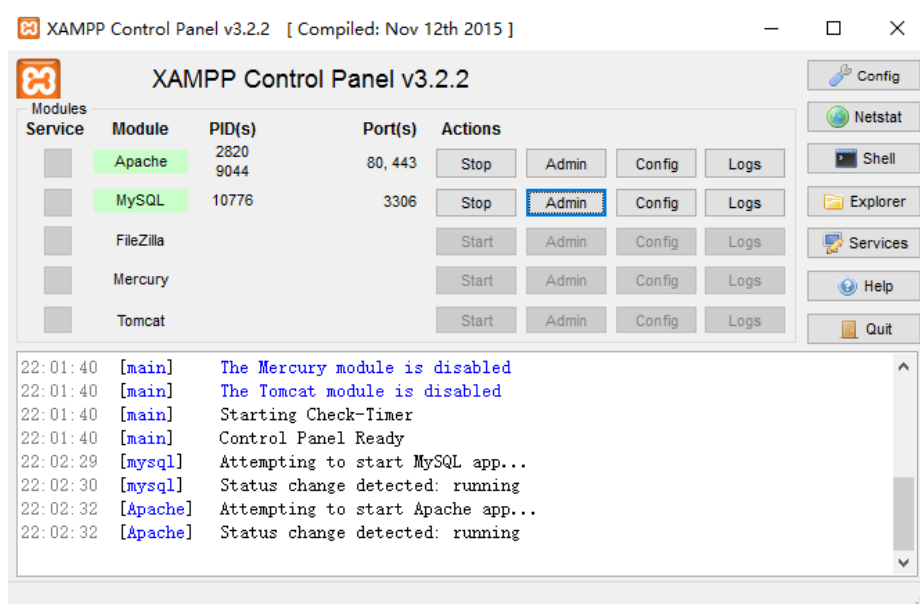 XAMPP Control Panel v3.2.2 [ Compiled: Nov 12th 2015 ]
XAMPP Control Panel v3.2.2
Config
Modules
Service Module PID(s) Port(s) Actions
Netstat
Apache 2820 9044 80, 443 Stop Admin Config Logs
Shell
MySQL 10776 3306 Stop Admin Config Logs
Explorer
FileZilla Start Admin Config Logs
Services
Mercury Start Admin Config Logs
Help
Tomcat Start Admin Config Logs
Quit
22:01:40 [main] The Mercury module is disabled
22:01:40 [main] The Tomcat module is disabled
22:01:40 [main] Starting Check-Timer
22:01:40 [main] Control Panel Ready
22:02:29 [mysql] Attempting to start MySQL app...
22:02:30 [mysql] Status change detected: running
22:02:32 [Apache] Attempting to start Apache app...
22:02:32 [Apache] Status change detected: running